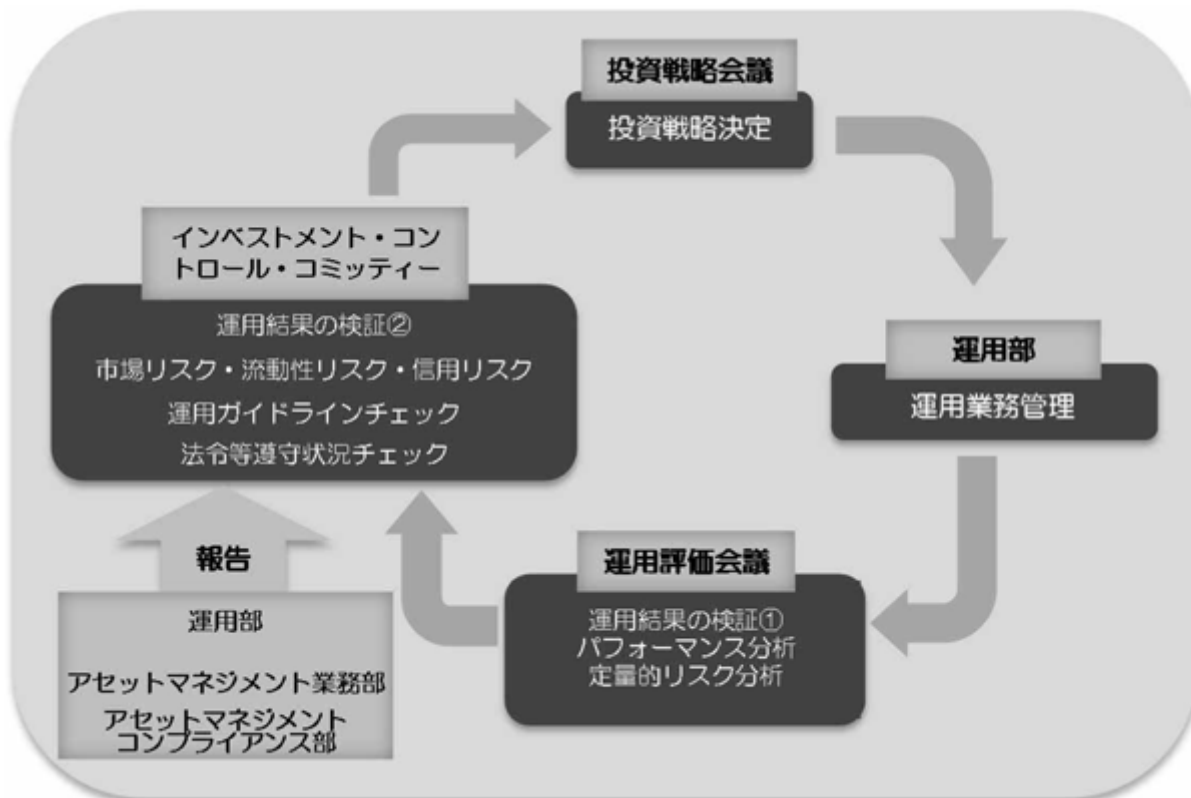 投資戦略会議
投資戦略決定
運用部
運用業務管理
運用評価会議
運用結果の検証①
パフォーマンス分析
定量的リスク分析
インベストメント・コン
トロール・コミッティー
運用結果の検証②
市場リスク・流動性リスク・信用リスク
運用ガイドラインチェック
法令等遵守状況チェック
報告
運用部
アセットマネジメント業務部
アセットマネジメント
コンプライアンス部